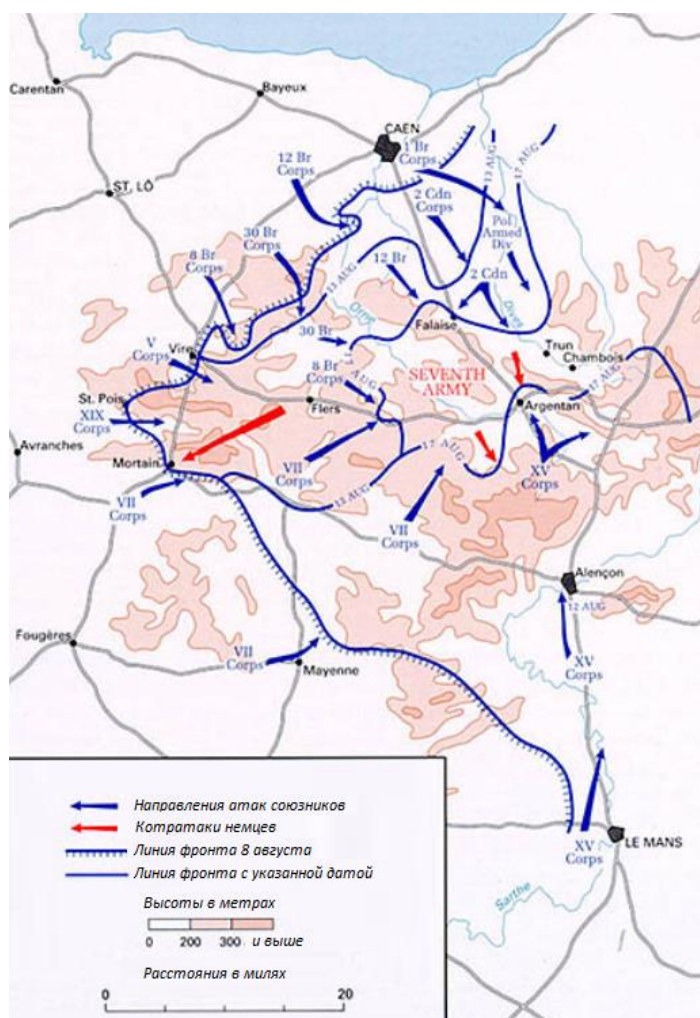 Carentan
Bayeux
CAEN
1 Br
Corps
13 AUG
17 AUG
12 Br
Corps
ST. LÔ
2 Cdn
Corps
Pol
Armed
Div
30 Br
Corps
8 Br
Corps
12 Br
13 AUG
2 Cdn
Orne
Dives
Falaise
30 Br
Trun
Chambois
Vire
V
Corps
17 AUG
8 Br
Corps
SEVENTH
ARMY
17 AUG
St. Pois
XIX
Corps
Flers
Argentan
Avranches
Mortain
17 AUG
VII
Corps
XV
Corps
VII
Corps
13 AUG
VII
Corps
Alençon
12 AUG
Fougères
VII
Corps
Mayenne
XV
Corps
XV
Corps
LE MANS
Sarthe
Направления атак союзников
Котратаки немцев
Линия фронта 8 августа
Линия фронта с указанной датой
Высоты в метрах
0 200 300 и выше
Расстояния в милях
0 20